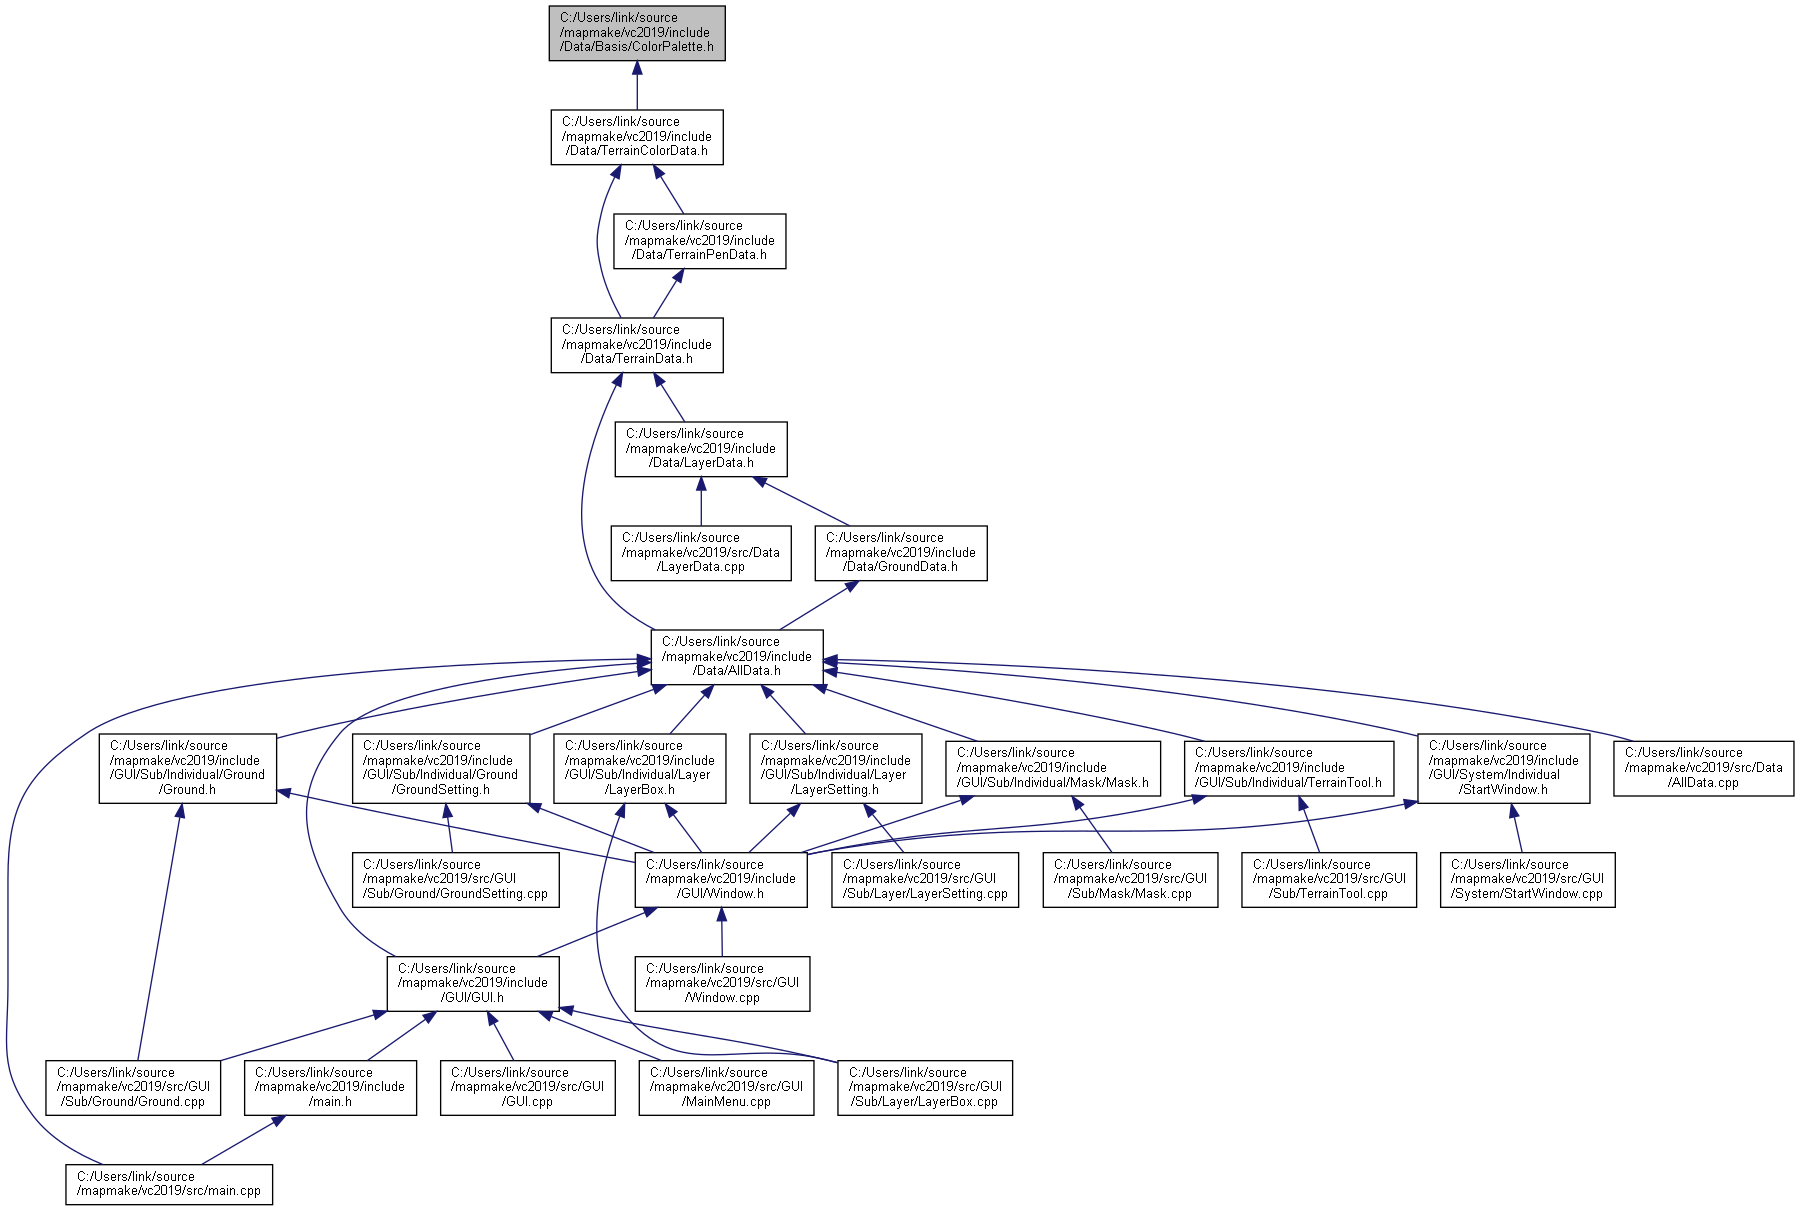 C:/Users/link/source
/mapmake/vc2019/include
/Data/Basis/ColorPalette.h
C:/Users/link/source
/mapmake/vc2019/include
/Data/TerrainColorData.h
C:/Users/link/source
/mapmake/vc2019/include
/Data/TerrainPenData.h
C:/Users/link/source
/mapmake/vc2019/include
/Data/TerrainData.h
C:/Users/link/source
/mapmake/vc2019/include
/Data/LayerData.h
C:/Users/link/source
/mapmake/vc2019/src/Data
/LayerData.cpp
C:/Users/link/source
/mapmake/vc2019/include
/Data/GroundData.h
C:/Users/link/source
/mapmake/vc2019/include
/Data/AllData.h
C:/Users/link/source
/mapmake/vc2019/include
/GUI/Sub/Individual/Ground
/Ground.h
C:/Users/link/source
/mapmake/vc2019/include
/GUI/Sub/Individual/Ground
/GroundSetting.h
C:/Users/link/source
/mapmake/vc2019/include
/GUI/Sub/Individual/Layer
/LayerBox.h
C:/Users/link/source
/mapmake/vc2019/include
/GUI/Sub/Individual/Layer
/LayerSetting.h
C:/Users/link/source
/mapmake/vc2019/include
/GUI/Sub/Individual/Mask/Mask.h
C:/Users/link/source
/mapmake/vc2019/include
/GUI/Sub/Individual/TerrainTool.h
C:/Users/link/source
/mapmake/vc2019/include
/GUI/System/Individual
/StartWindow.h
C:/Users/link/source
/mapmake/vc2019/src/Data
/AllData.cpp
C:/Users/link/source
/mapmake/vc2019/src/GUI
/Sub/Ground/GroundSetting.cpp
C:/Users/link/source
/mapmake/vc2019/include
/GUI/Window.h
C:/Users/link/source
/mapmake/vc2019/src/GUI
/Sub/Layer/LayerSetting.cpp
C:/Users/link/source
/mapmake/vc2019/src/GUI
/Sub/Mask/Mask.cpp
C:/Users/link/source
/mapmake/vc2019/src/GUI
/Sub/TerrainTool.cpp
C:/Users/link/source
/mapmake/vc2019/src/GUI
/System/StartWindow.cpp
C:/Users/link/source
/mapmake/vc2019/include
/GUI/GUI.h
C:/Users/link/source
/mapmake/vc2019/src/GUI
/Window.cpp
C:/Users/link/source
/mapmake/vc2019/src/GUI
/Sub/Ground/Ground.cpp
C:/Users/link/source
/mapmake/vc2019/include
/main.h
C:/Users/link/source
/mapmake/vc2019/src/GUI
/GUI.cpp
C:/Users/link/source
/mapmake/vc2019/src/GUI
/MainMenu.cpp
C:/Users/link/source
/mapmake/vc2019/src/GUI
/Sub/Layer/LayerBox.cpp
C:/Users/link/source
/mapmake/vc2019/src/main.cpp